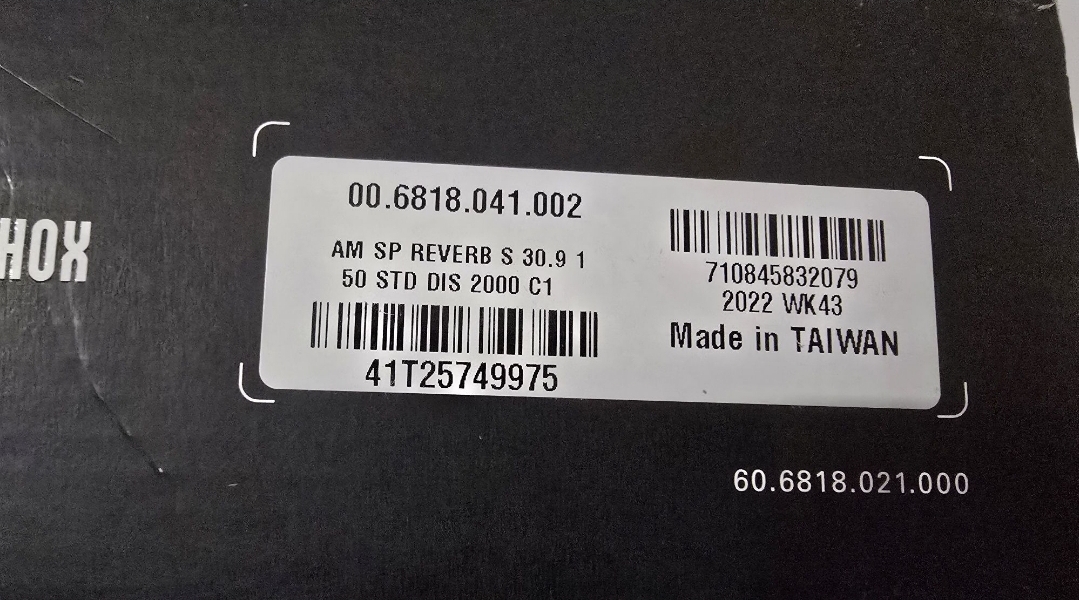 HOX
00.6818.041.002
AM SP REVERB S 30.9 1
50 STD DIS 2000 C1
41T25749975
710845832079
2022 WK43
Made in TAIWAN
60.6818.021.000